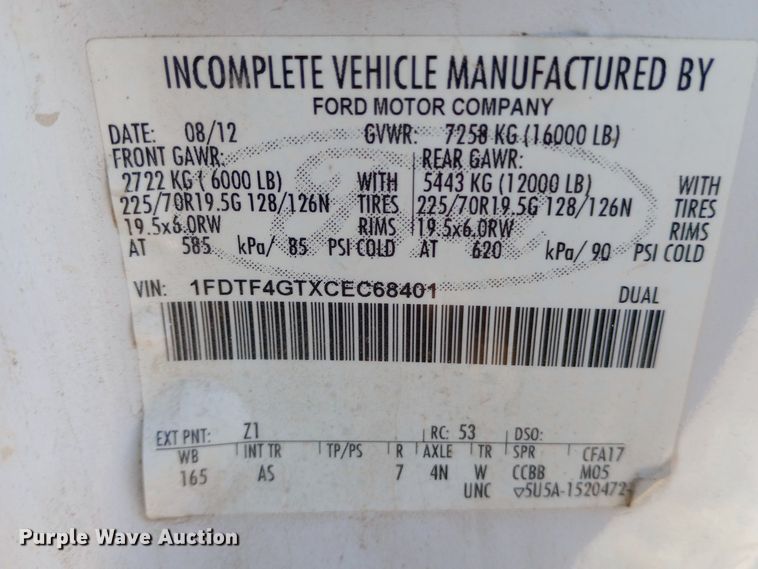 INCOMPLETE VEHICLE MANUFACTURED BY
FORD MOTOR COMPANY
DATE: 08/12 GVWR: 7258 KG (16000 LB)
FRONT GAWR: REAR GAWR:
2722 KG ( 6000 LB) WITH 5443 KG (12000 LB) WITH
225/70R19.5G 128/126N TIRES 225/70R19.5G 128/126N TIRES
19.5x6.0RW RIMS 19.5x6.0RW RIMS
AT 585 kPa/ 85 PSI COLD AT 620 kPa/ 90 PSI COLD
VIN: 1FDTF4GTXCEC68401 DUAL
EXT PNT: Z1 RC: 53 DSO:
WB INT TR TP/PS R AXLE TR SPR CFA17
165 AS 7 4N W CCBB M05
UNC ▽5U5A-1520472-
Purple Wave Auction